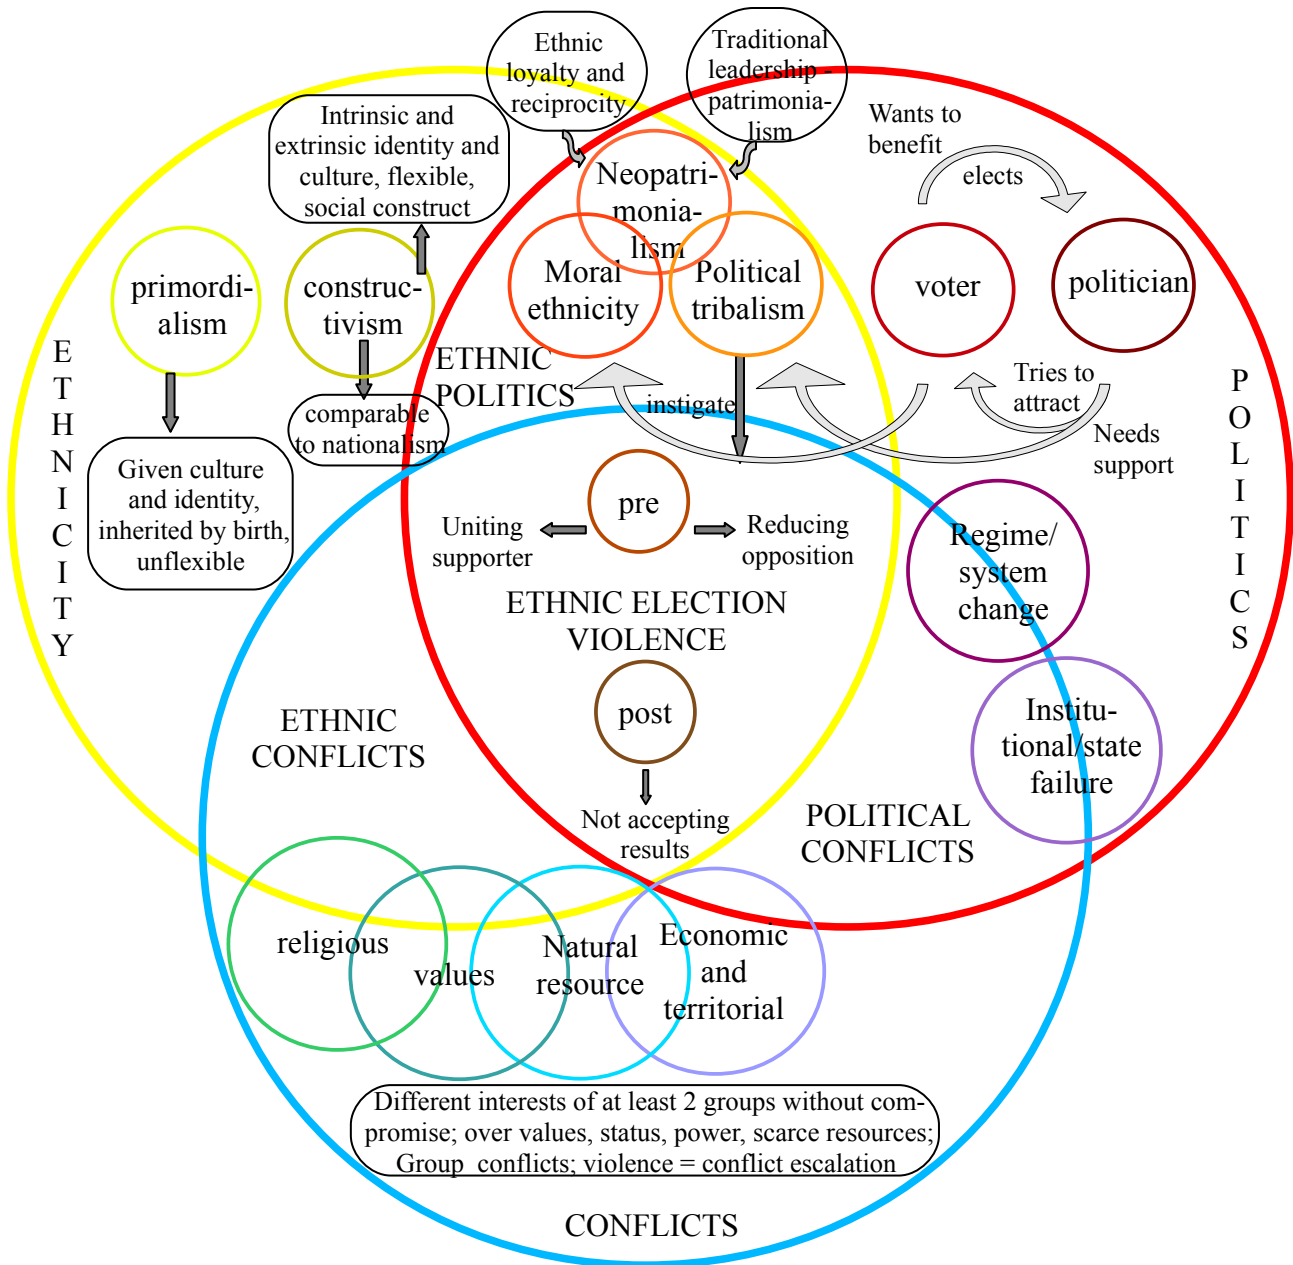 Ethnic
loyalty and
reciprocity
Traditional
leadership -
patrimonia-
lism
Intrinsic and
extrinsic identity and
culture, flexible,
social construct
Wants to
benefit
elects
Neopatri-
monia-
lism
Moral
ethnicity
Political
tribalism
primordi-
alism
construc-
tivism
voter
politician
ETHNICITY
ETHNIC
POLITICS
POLITICS
instigate
Tries to
attract
Needs
support
comparable
to nationalism
Given culture
and identity,
inherited by birth,
unflexible
pre
Uniting
supporter
Reducing
opposition
Regime/
system
change
ETHNIC ELECTION
VIOLENCE
post
Institu-
tional/state
failure
ETHNIC
CONFLICTS
Not accepting
results
POLITICAL
CONFLICTS
religious
values
Natural
resource
Economic
and
territorial
Different interests of at least 2 groups without com-
promise; over values, status, power, scarce resources;
Group conflicts; violence = conflict escalation
CONFLICTS